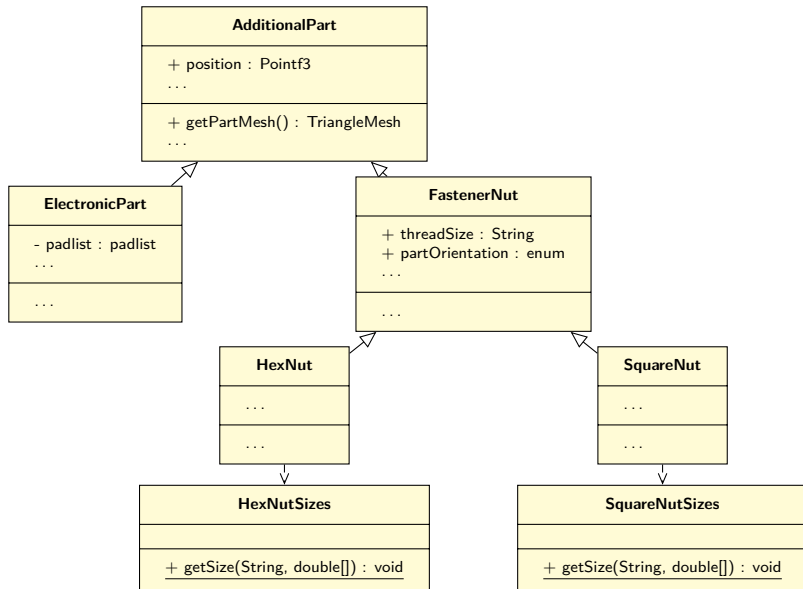 AdditionalPart
+ position : Pointf3
...
+ getPartMesh() : TriangleMesh
...
ElectronicPart
- padlist : padlist
...
...
FastenerNut
+ threadSize : String
+ partOrientation : enum
...
...
HexNut
...
...
SquareNut
...
...
HexNutSizes
+ getSize(String, double[]) : void
SquareNutSizes
+ getSize(String, double[]) : void